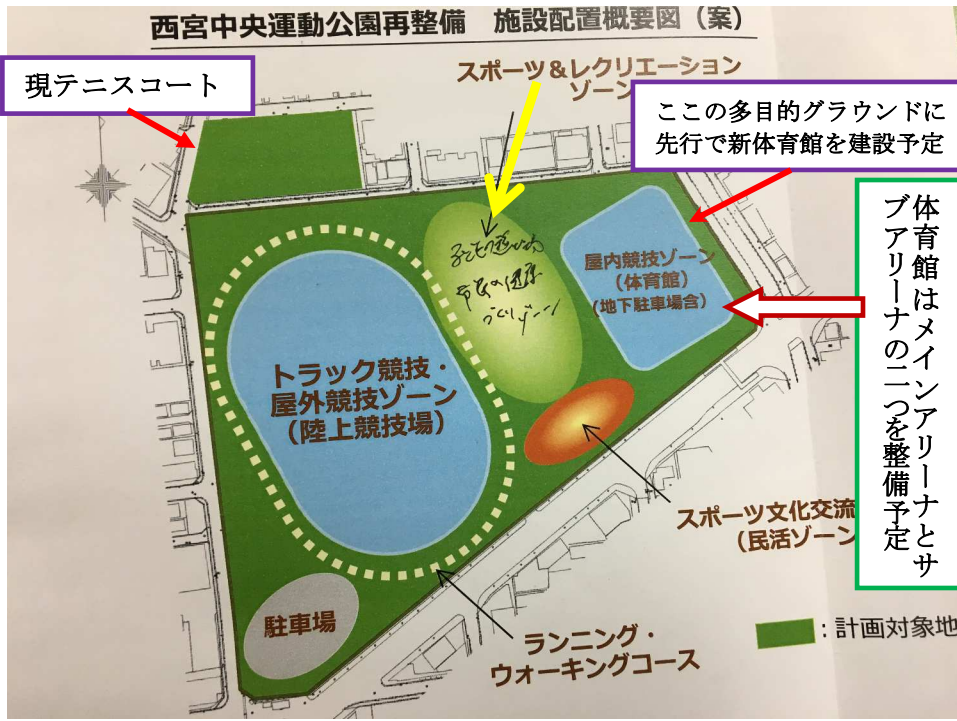 西宮中央運動公園再整備　施設配置概要図（案）
現テニスコート
スポーツ＆レクリエーション
ゾーン
ここの多目的グラウンドに
先行で新体育館を建設予定
体育館はメインアリーナとサ
ブアリーナの二つを整備予定
子どもの遊び場
市民の健康
づくりゾーン
屋内競技ゾーン
（体育館）
（地下駐車場含）
トラック競技・
屋外競技ゾーン
（陸上競技場）
スポーツ文化交流
（民活ゾーン
駐車場
ランニング・
ウォーキングコース
：計画対象地